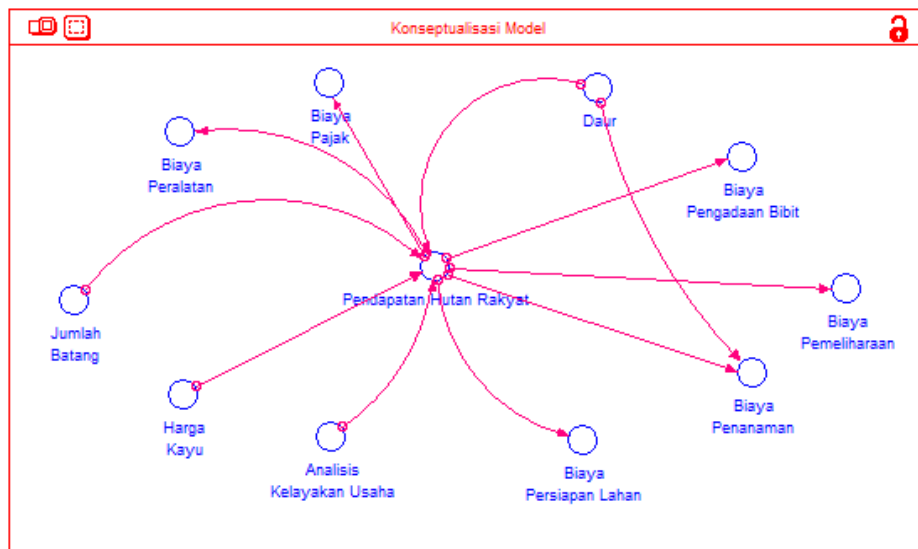 Konseptualisasi Model
Biaya
Pajak
Daur
Biaya
Peralatan
Biaya
Pengadaan Bibit
Pendapatan Hutan Rakyat
Jumlah
Batang
Biaya
Pemeliharaan
Harga
Kayu
Biaya
Penanaman
Analisis
Kelayakan Usaha
Biaya
Persiapan Lahan